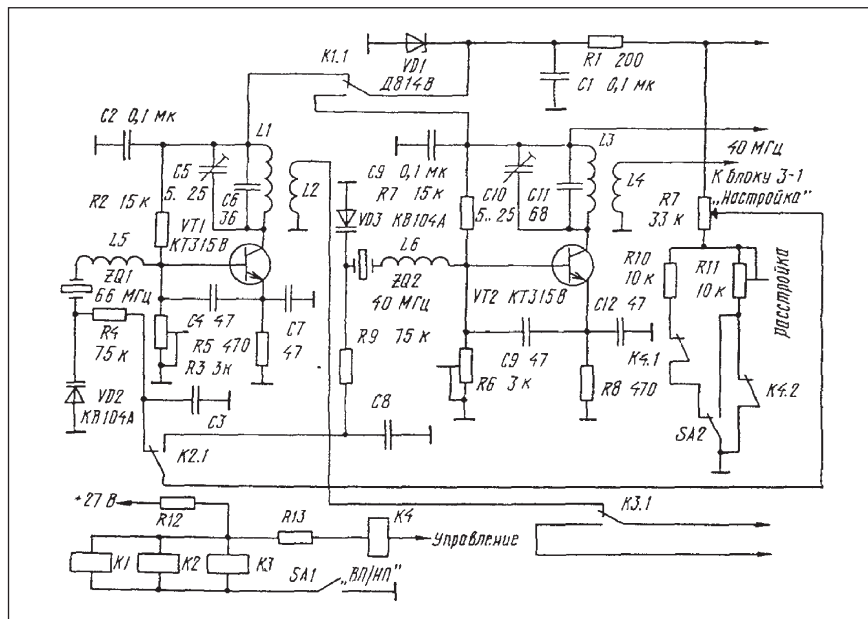 K1.1
VD1
Д814В
R1 200
C1 0,1 мк
C2 0,1 мк
C5
5..25
C6
36
L1
L2
C9 0,1 мк
R7 15 к
C10
5..25
C11
68
L3
L4
40 МГц
К блоку 3-1
„Настройка"
R7
33 к
R2 15 к
VT1
КТ315В
L5
ZQ1
66 МГц
R4
75 к
VD2
КВ104А
C4 47
R5 470
R3 3к
C7
47
C3
K2.1
VD3 КВ104А
L6
ZQ2
40 МГц
VT2 КТ315В
R9 75 к
C9
47
C12 47
R6 3 к
R8 470
C8
R10
10 к
R11
10 к
расстройка
K4.1
K4.2
SA2
+27 В
R12
R13
K4
Управление
K3.1
K1
K2
K3
SA1
„ВП/НП"